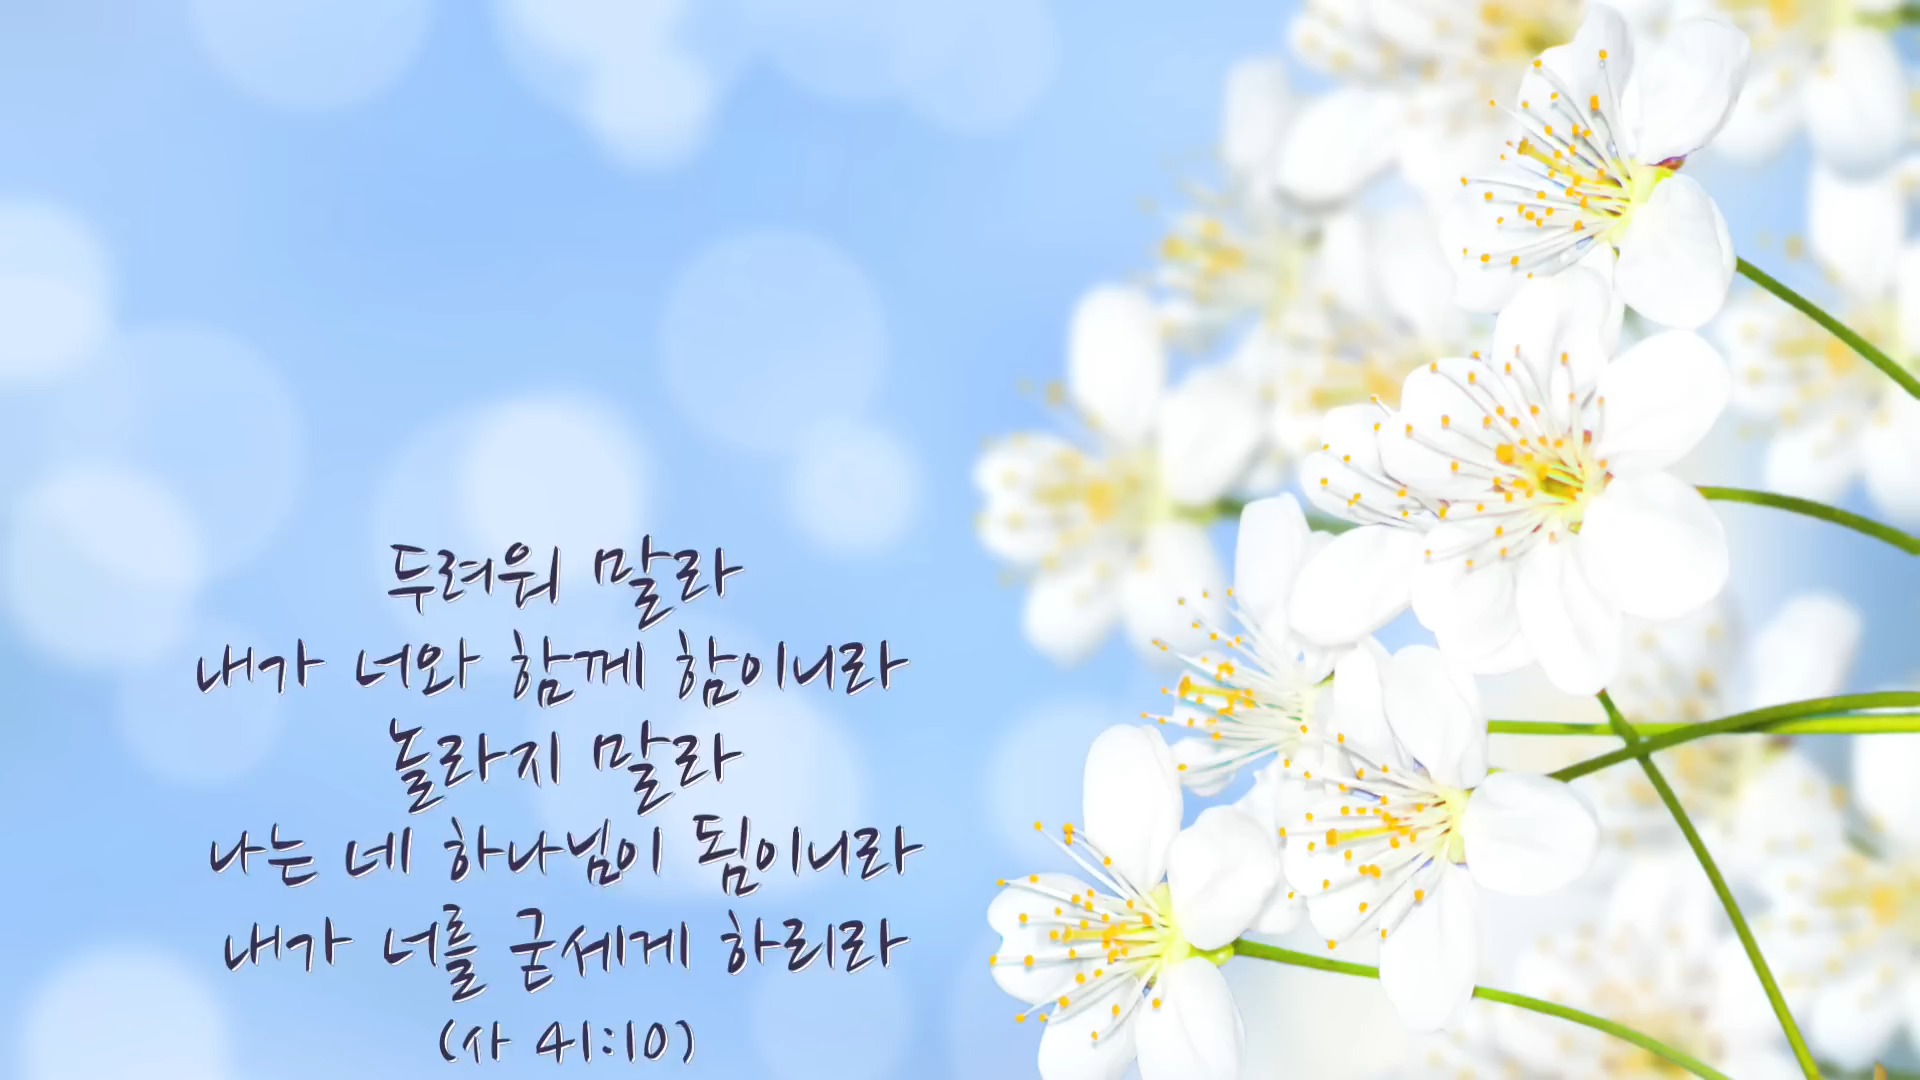 두려워 말라
내가 너와 함께 함이니라
놀라지 말라
나는 네 하나님이 됨이니라
내가 너를 굳세게 하리라
(사 41:10)